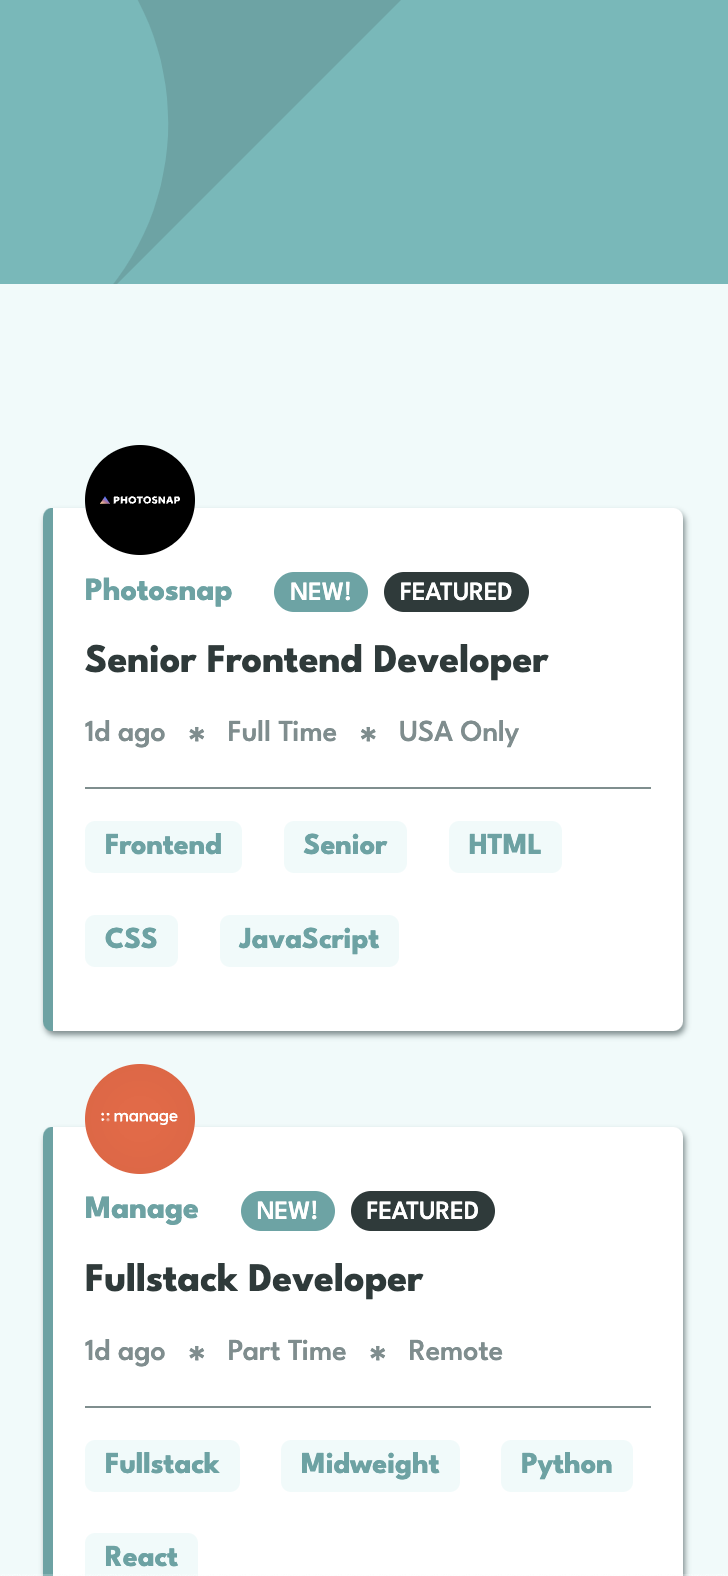 PHOTOSNAP
Photosnap NEW! FEATURED
Senior Frontend Developer
1d ago * Full Time * USA Only
Frontend Senior HTML
CSS JavaScript
:: manage
Manage NEW! FEATURED
Fullstack Developer
1d ago * Part Time * Remote
Fullstack Midweight Python
React